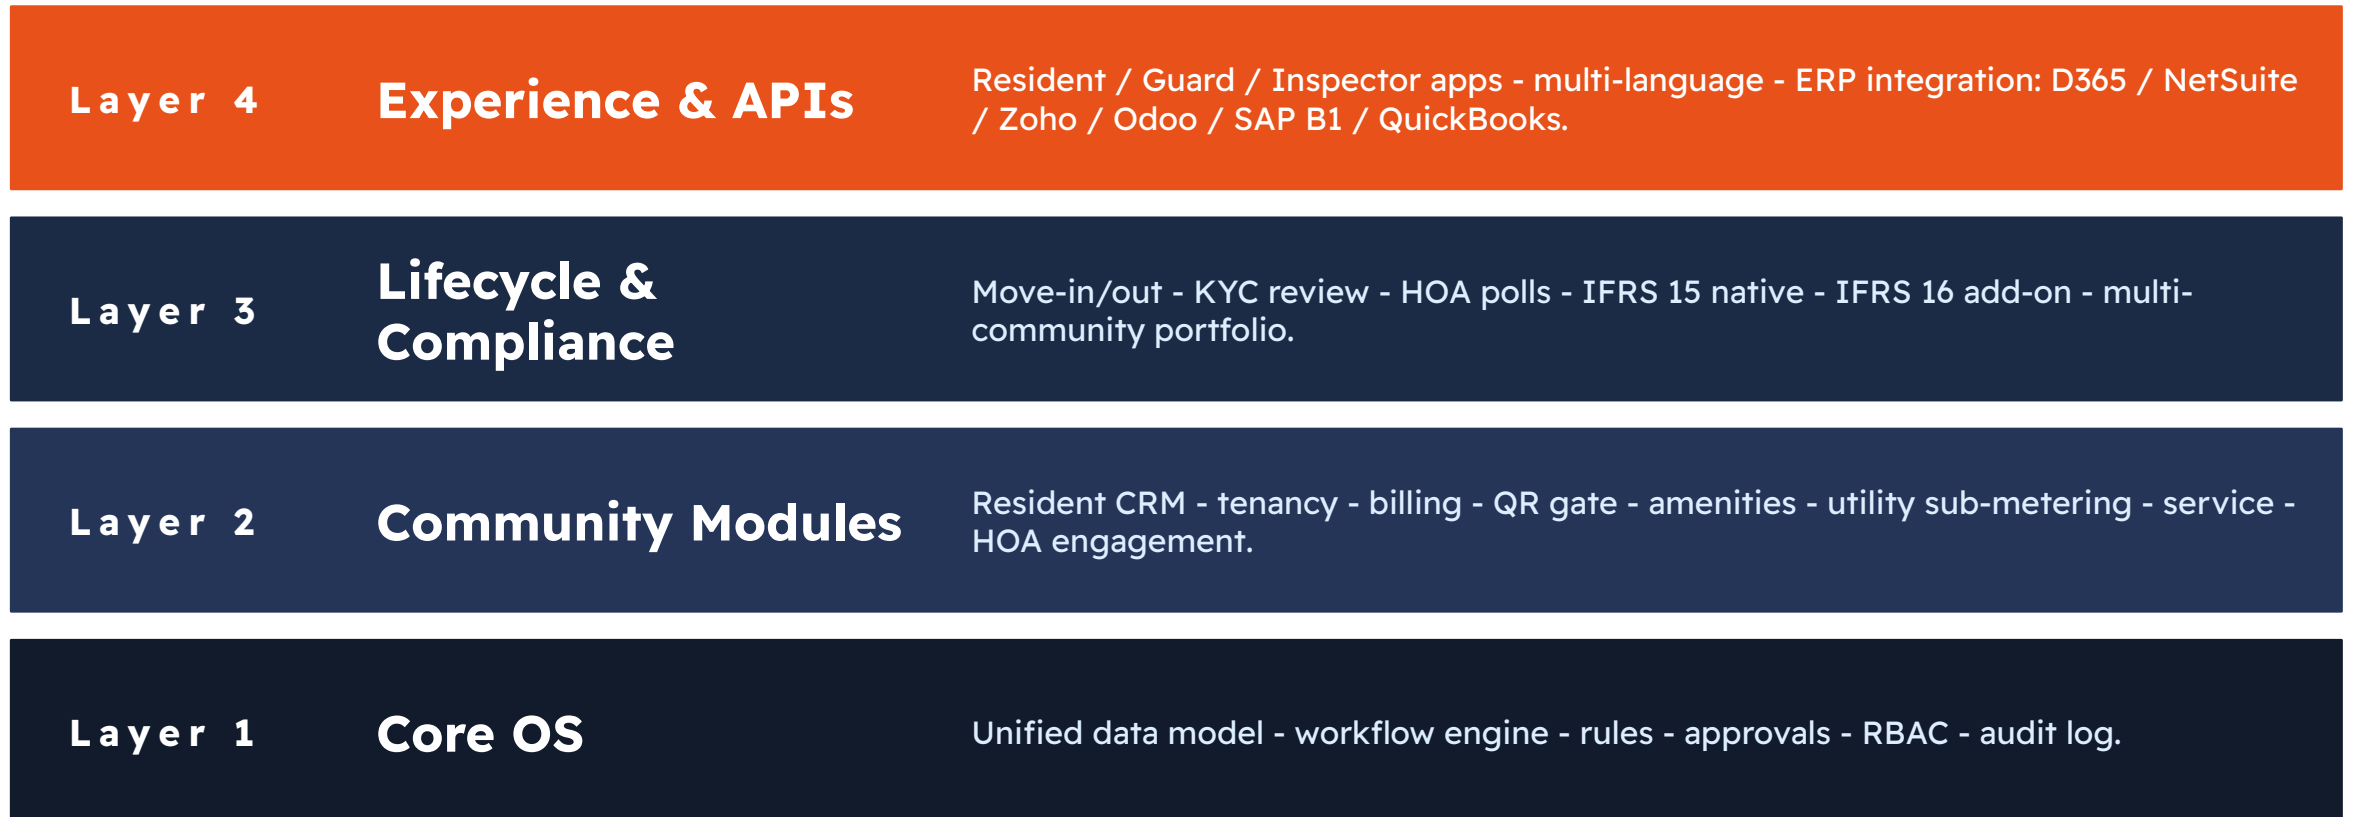 Layer 4
Experience & APIs
Resident / Guard / Inspector apps - multi-language - ERP integration: D365 / NetSuite
/ Zoho / Odoo / SAP B1 / QuickBooks.
Layer 3
Lifecycle &
Compliance
Move-in/out - KYC review - HOA polls - IFRS 15 native - IFRS 16 add-on - multi-
community portfolio.
Layer 2
Community Modules
Resident CRM - tenancy - billing - QR gate - amenities - utility sub-metering - service -
HOA engagement.
Layer 1
Core OS
Unified data model - workflow engine - rules - approvals - RBAC - audit log.